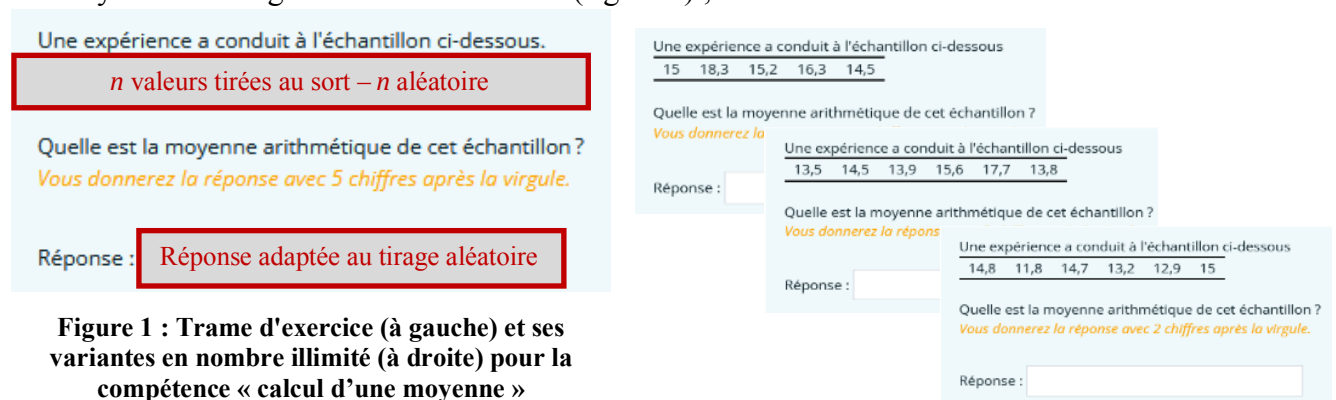 Une expérience a conduit à l'échantillon ci-dessous.
n valeurs tirées au sort – n aléatoire
Quelle est la moyenne arithmétique de cet échantillon ?
Vous donnerez la réponse avec 5 chiffres après la virgule.
Réponse :
Réponse adaptée au tirage aléatoire
Figure 1 : Trame d'exercice (à gauche) et ses
variantes en nombre illimité (à droite) pour la
compétence « calcul d'une moyenne »
Une expérience a conduit à l'échantillon ci-dessous
15 18,3 15,2 16,3 14,5
Quelle est la moyenne arithmétique de cet échantillon ?
Vous donnerez la
Réponse :
Une expérience a conduit à l'échantillon ci-dessous
13,5 14,5 13,9 15,6 17,7 13,8
Quelle est la moyenne arithmétique de cet échantillon ?
Vous donnerez la répons
Réponse :
Une expérience a conduit à l'échantillon ci-dessous
14,8 11,8 14,7 13,2 12,9 15
Quelle est la moyenne arithmétique de cet échantillon ?
Vous donnerez la réponse avec 2 chiffres après la virgule.
Réponse :